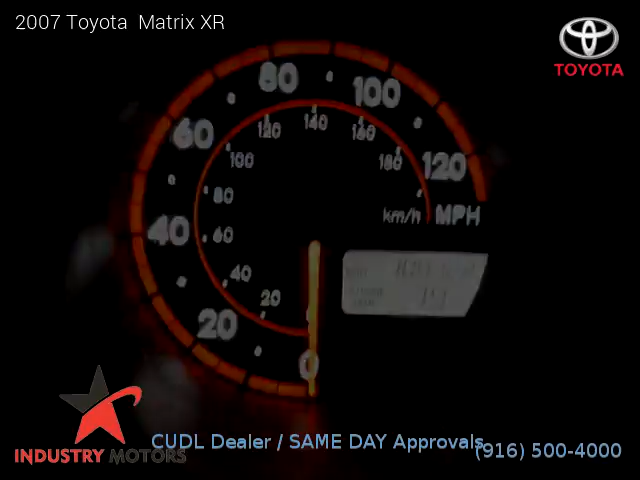 2007 Toyota Matrix XR
TOYOTA
80
100
60
120
40
20
0
MPH
km/h
20
40
60
80
100
120
140
160
180
INDUSTRY MOTORS
CUDL Dealer / SAME DAY Approvals
(916) 500-4000